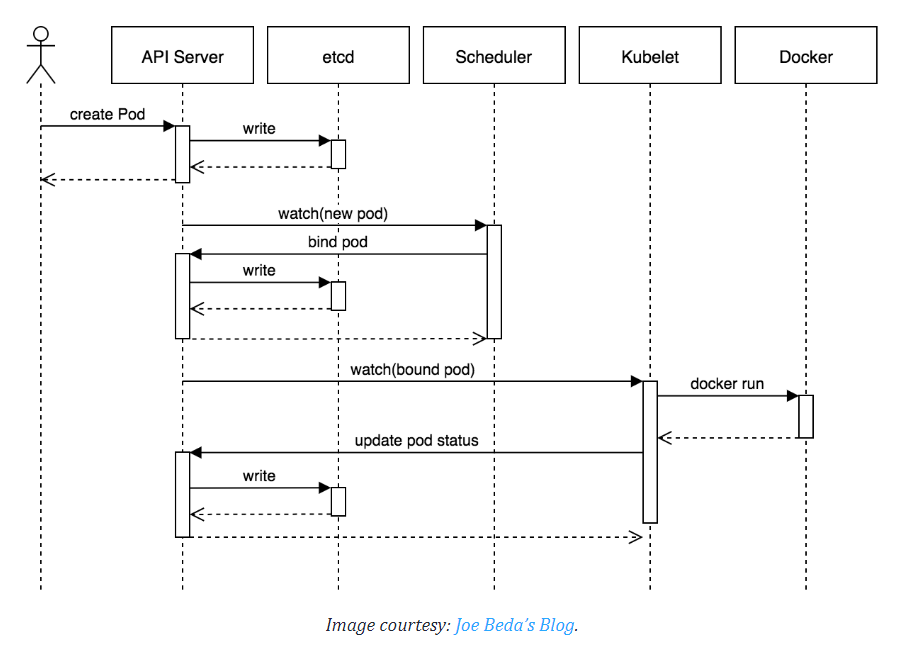 API Server
etcd
Scheduler
Kubelet
Docker
create Pod
write
watch(new pod)
bind pod
write
watch(bound pod)
docker run
update pod status
write
Image courtesy: Joe Beda's Blog.